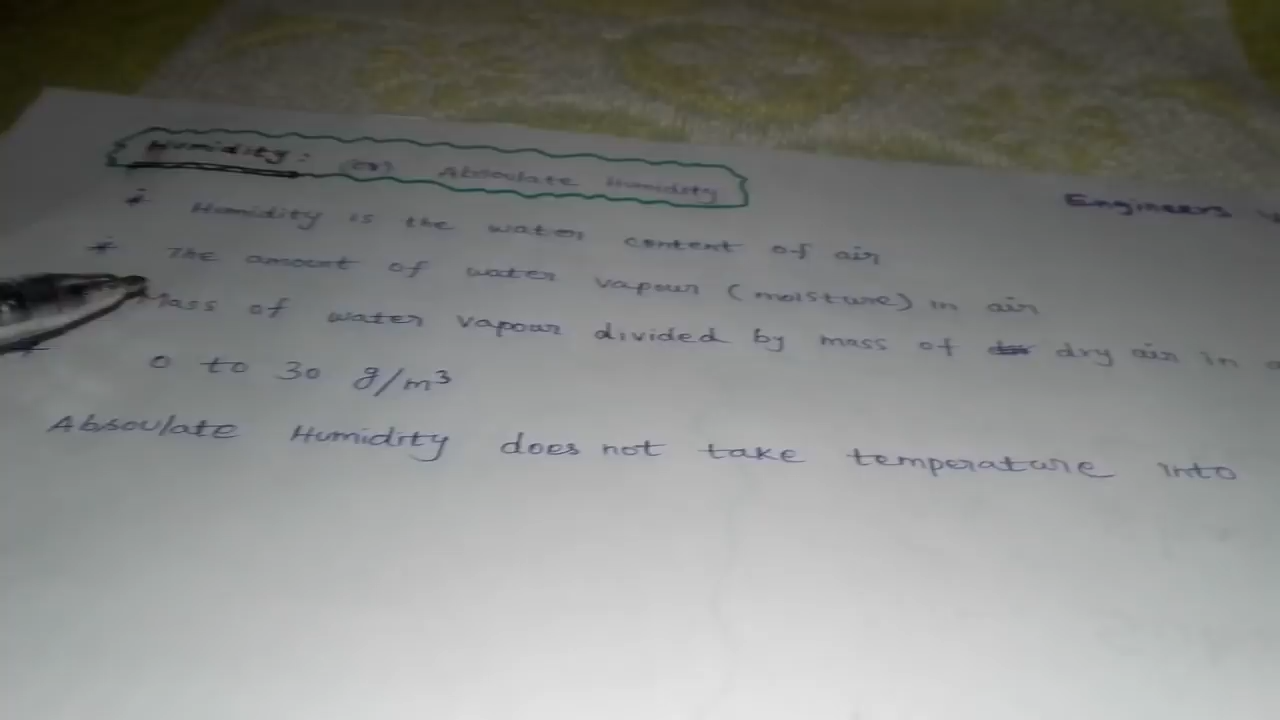 Humidity: (or) Absoulate Humidity
Engineers
* Humidity is the water content of air
* The amount of water vapour (moisture) in air
Mass of water vapour divided by mass of dry air in
* 0 to 30 g/m³
Absoulate Humidity does not take temperature into